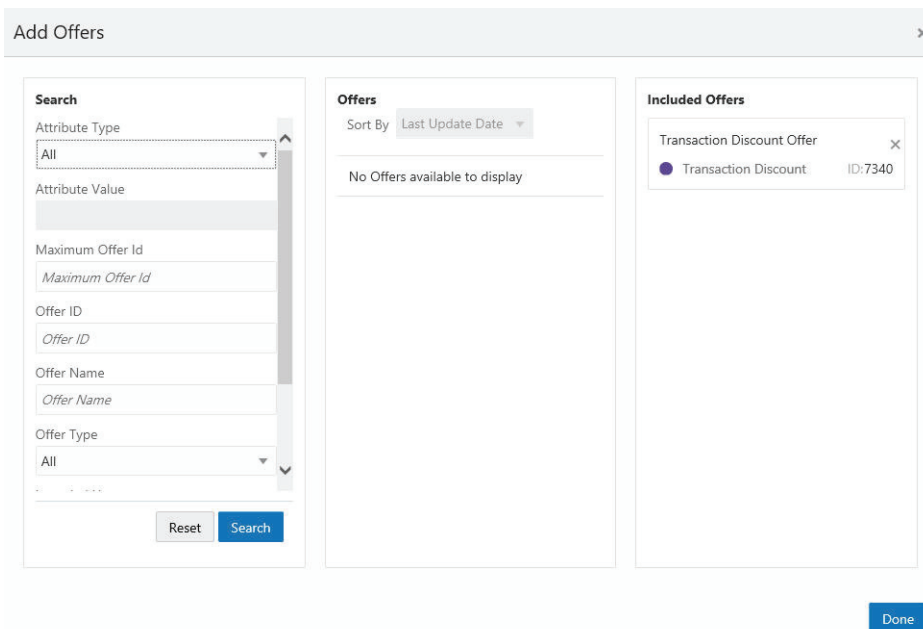 Add Offers
Search
Attribute Type
All
Attribute Value
Maximum Offer Id
Maximum Offer Id
Offer ID
Offer ID
Offer Name
Offer Name
Offer Type
All
Reset Search
Offers
Sort By Last Update Date
No Offers available to display
Included Offers
Transaction Discount Offer
Transaction Discount ID:7340
Done